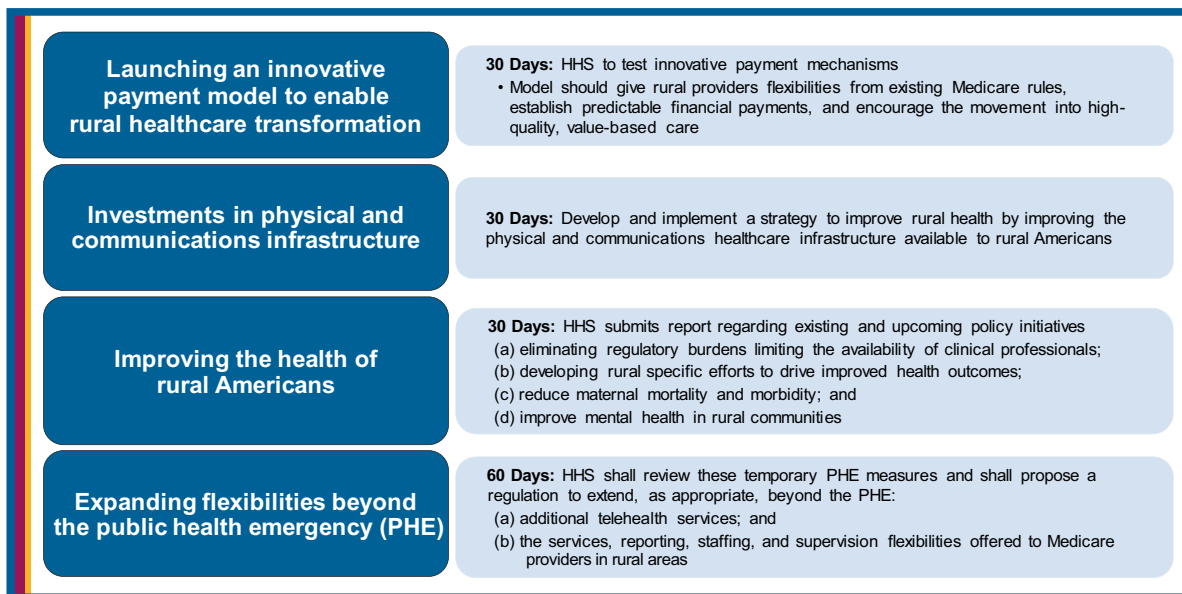 Launching an innovative
payment model to enable
rural healthcare transformation
30 Days: HHS to test innovative payment mechanisms
• Model should give rural providers flexibilities from existing Medicare rules,
establish predictable financial payments, and encourage the movement into high-
quality, value-based care
Investments in physical and
communications infrastructure
30 Days: Develop and implement a strategy to improve rural health by improving the
physical and communications healthcare infrastructure available to rural Americans
Improving the health of
rural Americans
30 Days: HHS submits report regarding existing and upcoming policy initiatives
(a) eliminating regulatory burdens limiting the availability of clinical professionals;
(b) developing rural specific efforts to drive improved health outcomes;
(c) reduce maternal mortality and morbidity; and
(d) improve mental health in rural communities
Expanding flexibilities beyond
the public health emergency (PHE)
60 Days: HHS shall review these temporary PHE measures and shall propose a
regulation to extend, as appropriate, beyond the PHE:
(a) additional telehealth services; and
(b) the services, reporting, staffing, and supervision flexibilities offered to Medicare
providers in rural areas